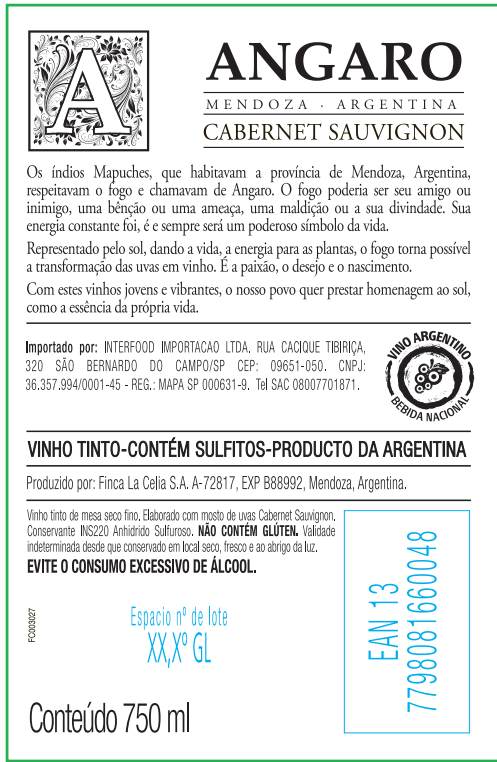 A
ANGARO
MENDOZA · ARGENTINA
CABERNET SAUVIGNON
Os índios Mapuches, que habitavam a província de Mendoza, Argentina,
respeitavam o fogo e chamavam de Angaro. O fogo poderia ser seu amigo ou
inimigo, uma bênção ou uma ameaça, uma maldição ou a sua divindade. Sua
energia constante foi, é e sempre será um poderoso símbolo da vida.
Representado pelo sol, dando a vida, a energia para as plantas, o fogo torna possível
a transformação das uvas em vinho. É a paixão, o desejo e o nascimento.
Com estes vinhos jovens e vibrantes, o nosso povo quer prestar homenagem ao sol,
como a essência da própria vida.
Importado por: INTERFOOD IMPORTACAO LTDA. RUA CACIQUE TIBIRIÇA,
320 SÃO BERNARDO DO CAMPO/SP CEP: 09651-050. CNPJ:
36.357.994/0001-45 - REG.: MAPA SP 000631-9. Tel SAC 08007701871.
VINO ARGENTINO
BEBIDA NACIONAL
VINHO TINTO-CONTÉM SULFITOS-PRODUCTO DA ARGENTINA
Produzido por: Finca La Celia S.A. A-72817, EXP B88992, Mendoza, Argentina.
Vinho tinto de mesa seco fino. Elaborado com mosto de uvas Cabernet Sauvignon.
Conservante INS220 Anhidrido Sulfuroso. NÃO CONTÉM GLÚTEN. Validade
indeterminada desde que conservado em local seco, fresco e ao abrigo da luz.
EVITE O CONSUMO EXCESSIVO DE ÁLCOOL.
FC003027
Espacio nº de lote
XX,Xº GL
EAN 13
7798081660048
Conteúdo 750 ml